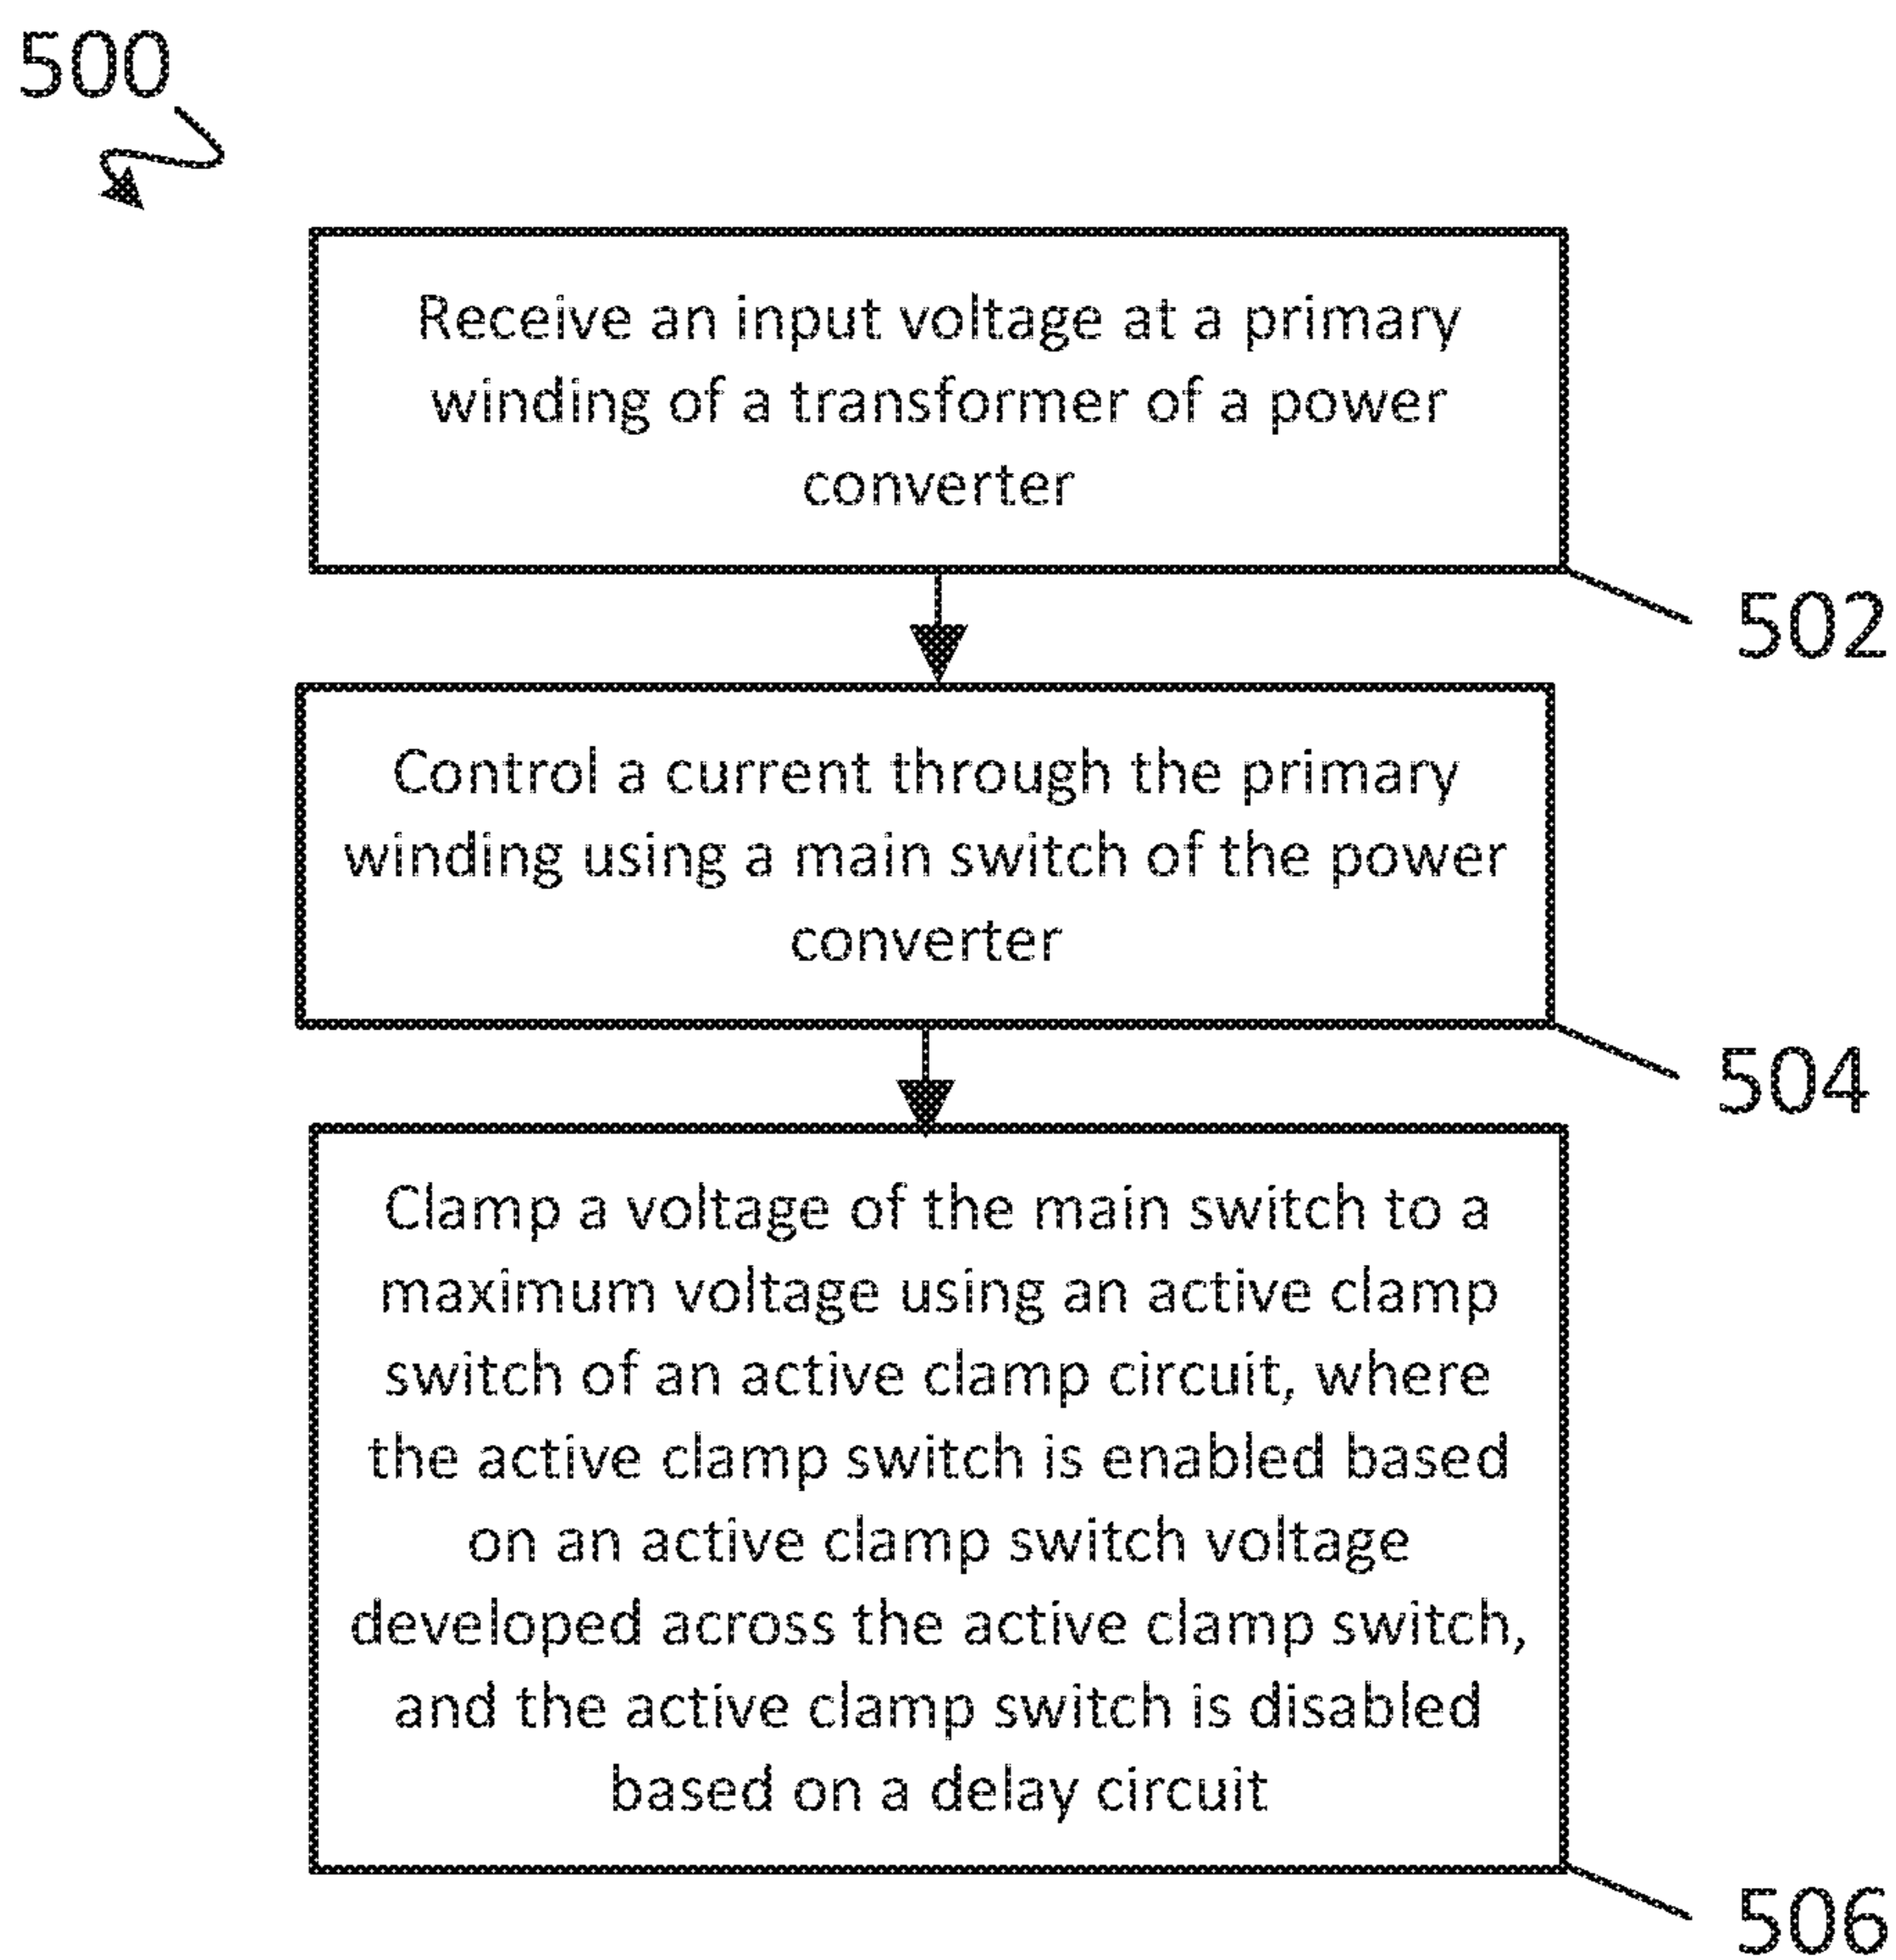 500
Receive an input voltage at a primary
winding of a transformer of a power
converter
502
Control a current through the primary
winding using a main switch of the power
converter
504
Clamp a voltage of the main switch to a
maximum voltage using an active clamp
switch of an active clamp circuit, where
the active clamp switch is enabled based
on an active clamp switch voltage
developed across the active clamp switch,
and the active clamp switch is disabled
based on a delay circuit
506